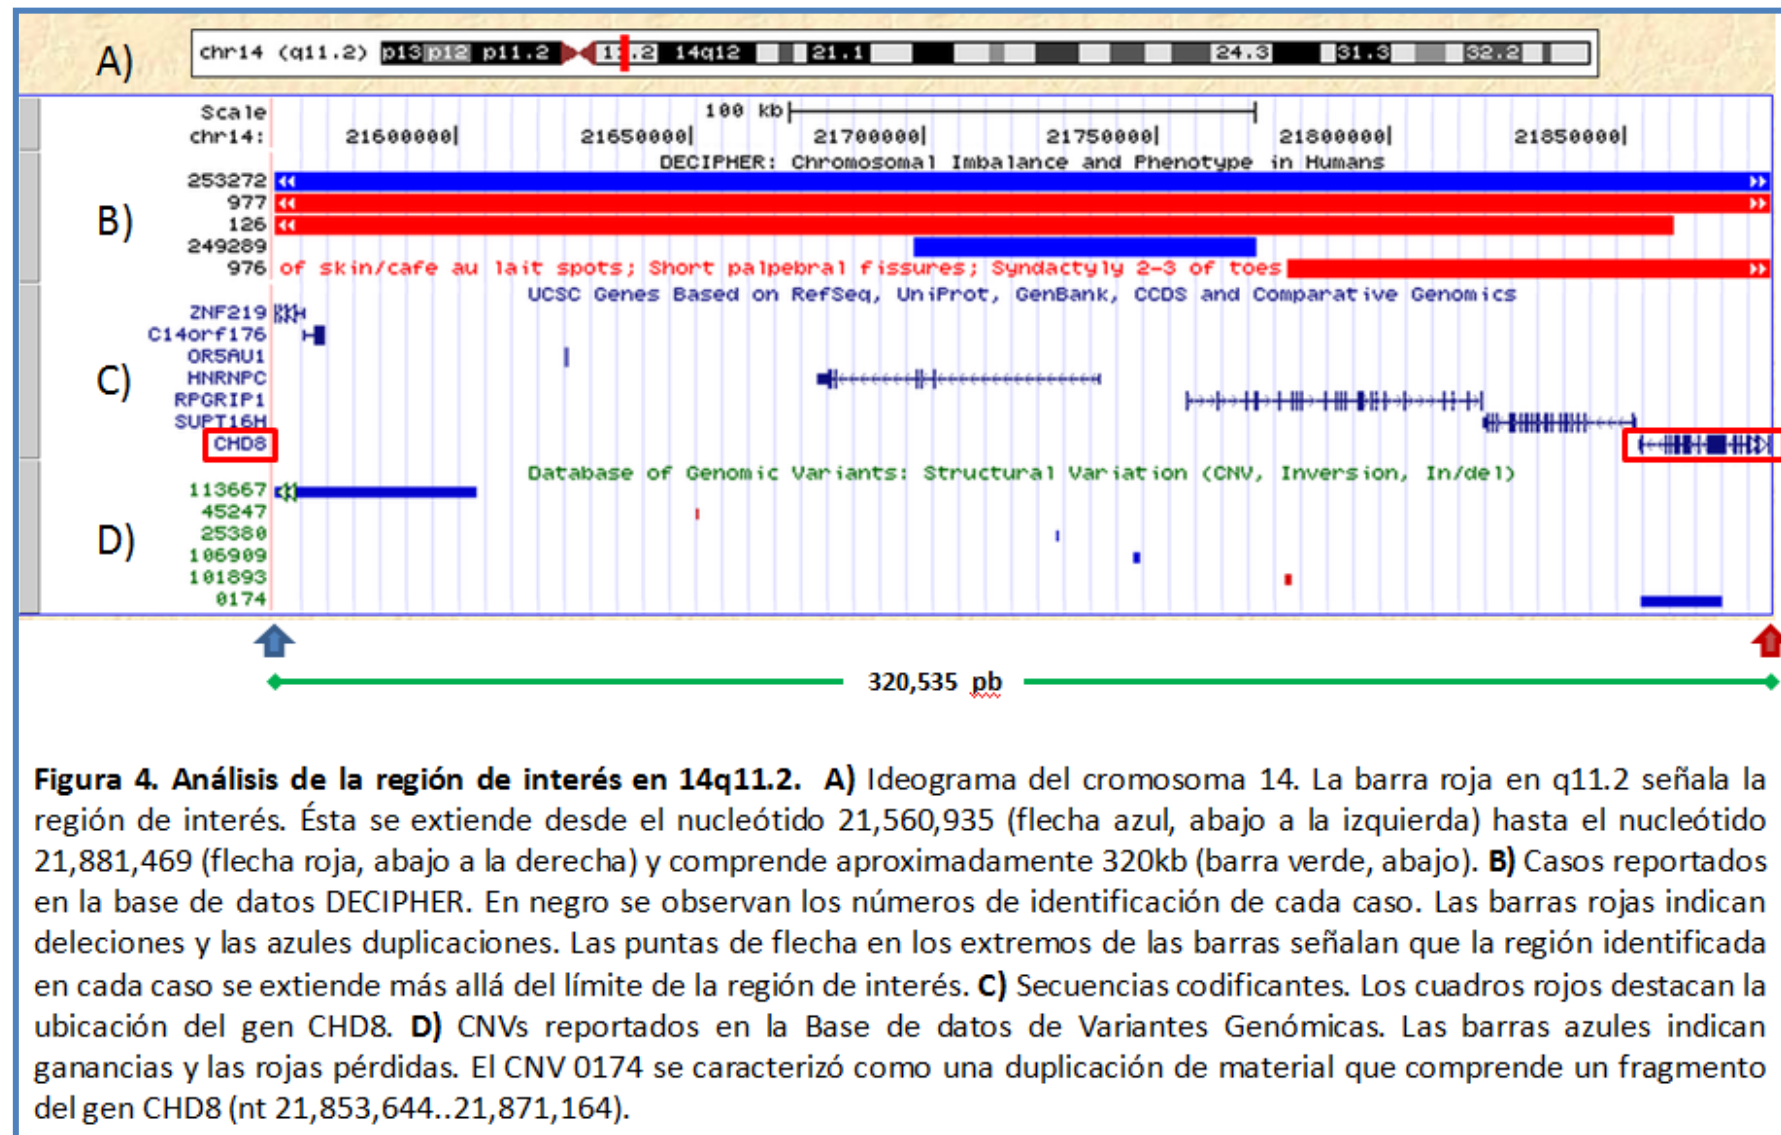 A)
chr14 (q11.2) p13 p12 p11.2 11.2 14q12 21.1 24.3 31.3 32.2
Scale 100 kb
chr14: 21600000 21650000 21700000 21750000 21800000 21850000
DECIPHER: Chromosomal Imbalance and Phenotype in Humans
B)
253272
977
126
249289
976 of skin/cafe au lait spots; Short palpebral fissures; Syndactyly 2-3 of toes
UCSC Genes Based on RefSeq, UniProt, GenBank, CCDS and Comparative Genomics
C)
ZNF219
C14orf176
OR5AU1
HNRNPC
RPGRIP1
SUPT16H
CHD8
Database of Genomic Variants: Structural Variation (CNV, Inversion, In/del)
D)
113667
45247
25380
106909
101893
0174
320,535 pb
Figura 4. Análisis de la región de interés en 14q11.2. A) Ideograma del cromosoma 14. La barra roja en q11.2 señala la
región de interés. Ésta se extiende desde el nucleótido 21,560,935 (flecha azul, abajo a la izquierda) hasta el nucleótido
21,881,469 (flecha roja, abajo a la derecha) y comprende aproximadamente 320kb (barra verde, abajo). B) Casos reportados
en la base de datos DECIPHER. En negro se observan los números de identificación de cada caso. Las barras rojas indican
deleciones y las azules duplicaciones. Las puntas de flecha en los extremos de las barras señalan que la región identificada
en cada caso se extiende más allá del límite de la región de interés. C) Secuencias codificantes. Los cuadros rojos destacan la
ubicación del gen CHD8. D) CNVs reportados en la Base de datos de Variantes Genómicas. Las barras azules indican
ganancias y las rojas pérdidas. El CNV 0174 se caracterizó como una duplicación de material que comprende un fragmento
del gen CHD8 (nt 21,853,644..21,871,164).